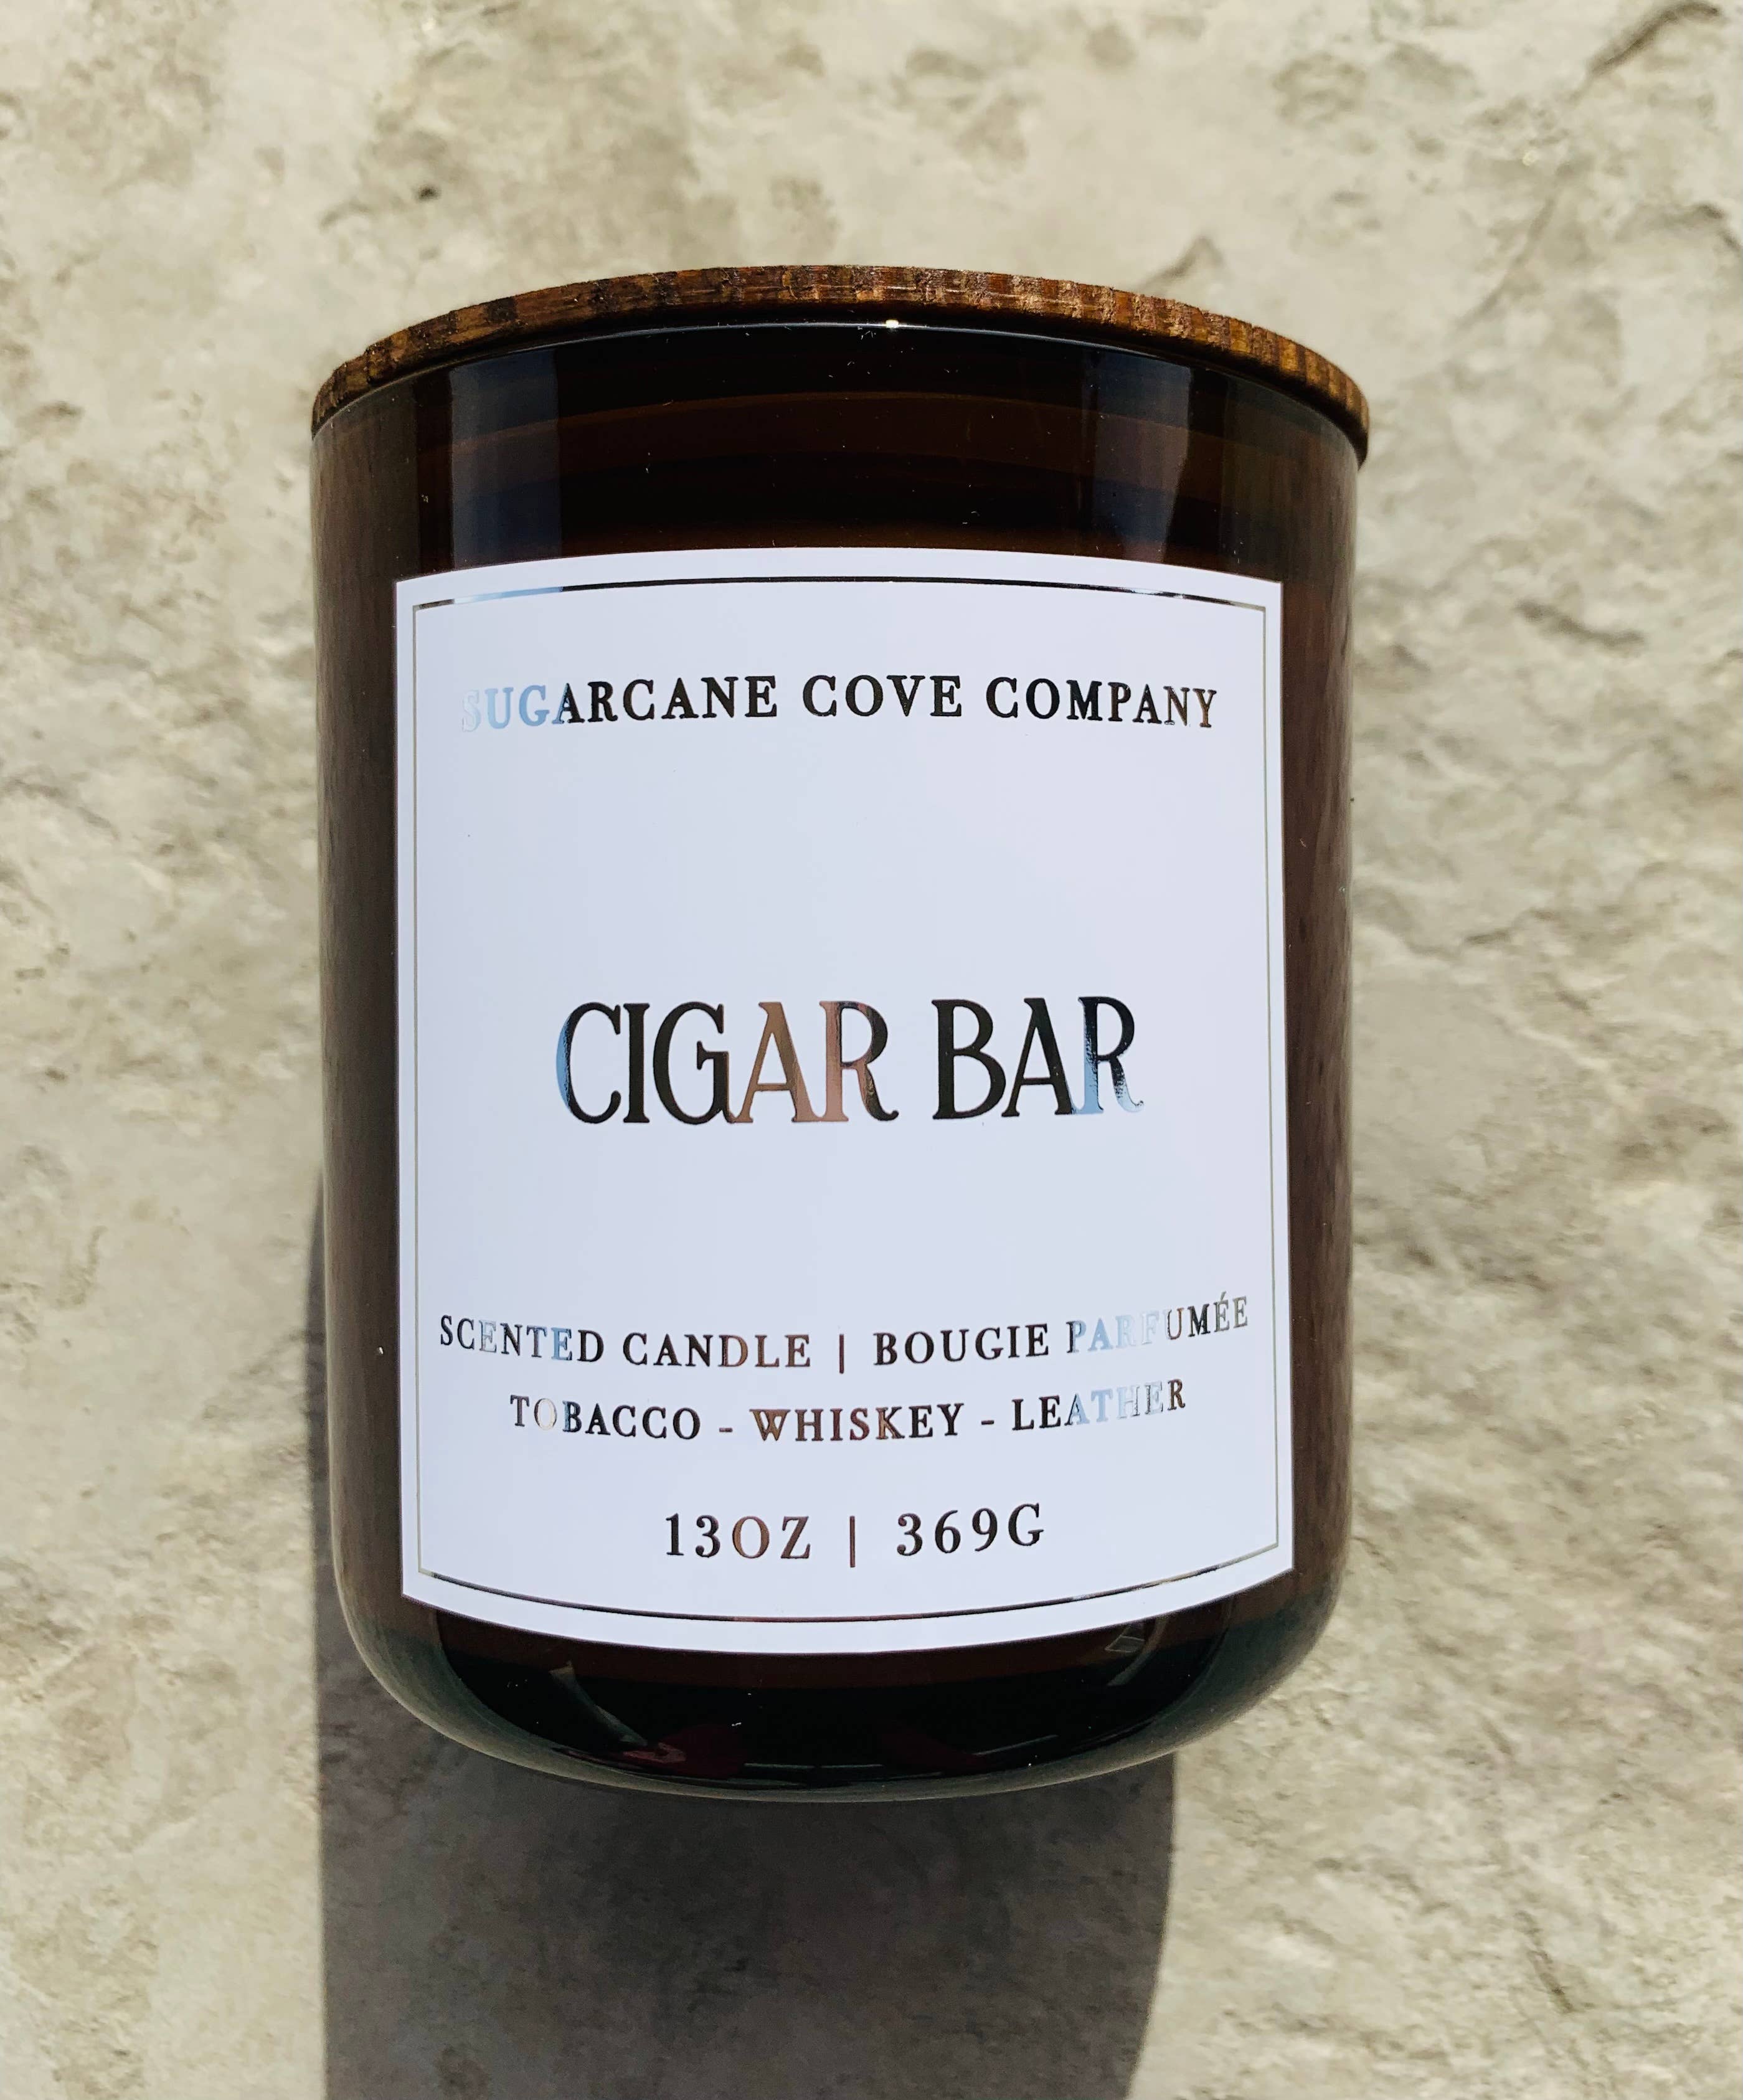 SUGARCANE COVE COMPANY
CIGAR BAR
SCENTED CANDLE | BOUGIE PARFUMÉE
TOBACCO - WHISKEY - LEATHER
13OZ | 369G